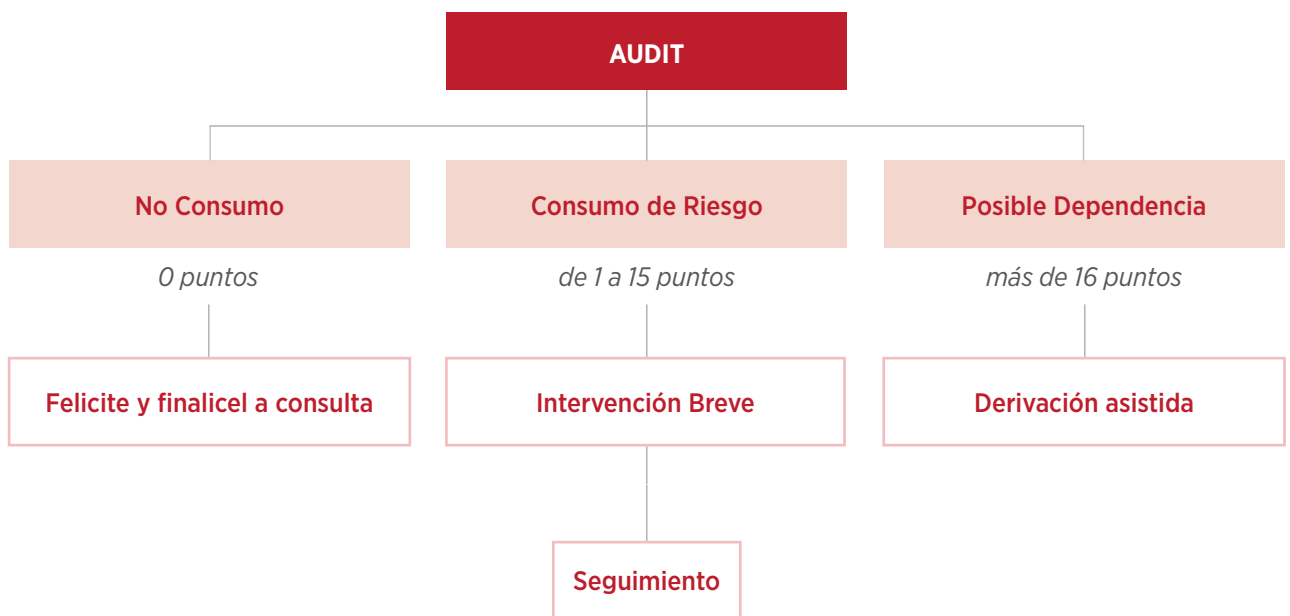 AUDIT
No Consumo
Consumo de Riesgo
Posible Dependencia
0 puntos
de 1 a 15 puntos
más de 16 puntos
Felicite y finalicel a consulta
Intervención Breve
Derivación asistida
Seguimiento